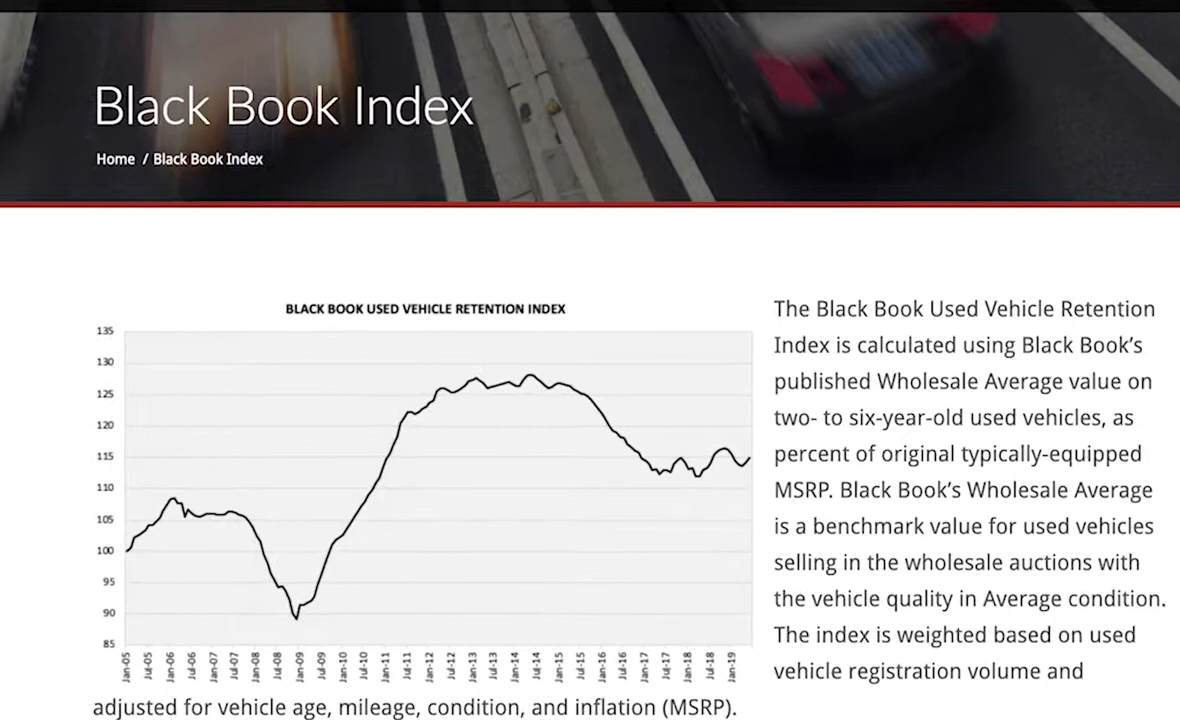 Black Book Index
Home / Black Book Index
BLACK BOOK USED VEHICLE RETENTION INDEX
135
130
125
120
115
110
105
100
95
90
85
Jan-05
Jul-05
Jan-06
Jul-06
Jan-07
Jul-07
Jan-08
Jul-08
Jan-09
Jul-09
Jan-10
Jul-10
Jan-11
Jul-11
Jan-12
Jul-12
Jan-13
Jul-13
Jan-14
Jul-14
Jan-15
Jul-15
Jan-16
Jul-16
Jan-17
Jul-17
Jan-18
Jul-18
Jan-19
The Black Book Used Vehicle Retention
Index is calculated using Black Book’s
published Wholesale Average value on
two- to six-year-old used vehicles, as
percent of original typically-equipped
MSRP. Black Book’s Wholesale Average
is a benchmark value for used vehicles
selling in the wholesale auctions with
the vehicle quality in Average condition.
The index is weighted based on used
vehicle registration volume and
adjusted for vehicle age, mileage, condition, and inflation (MSRP).